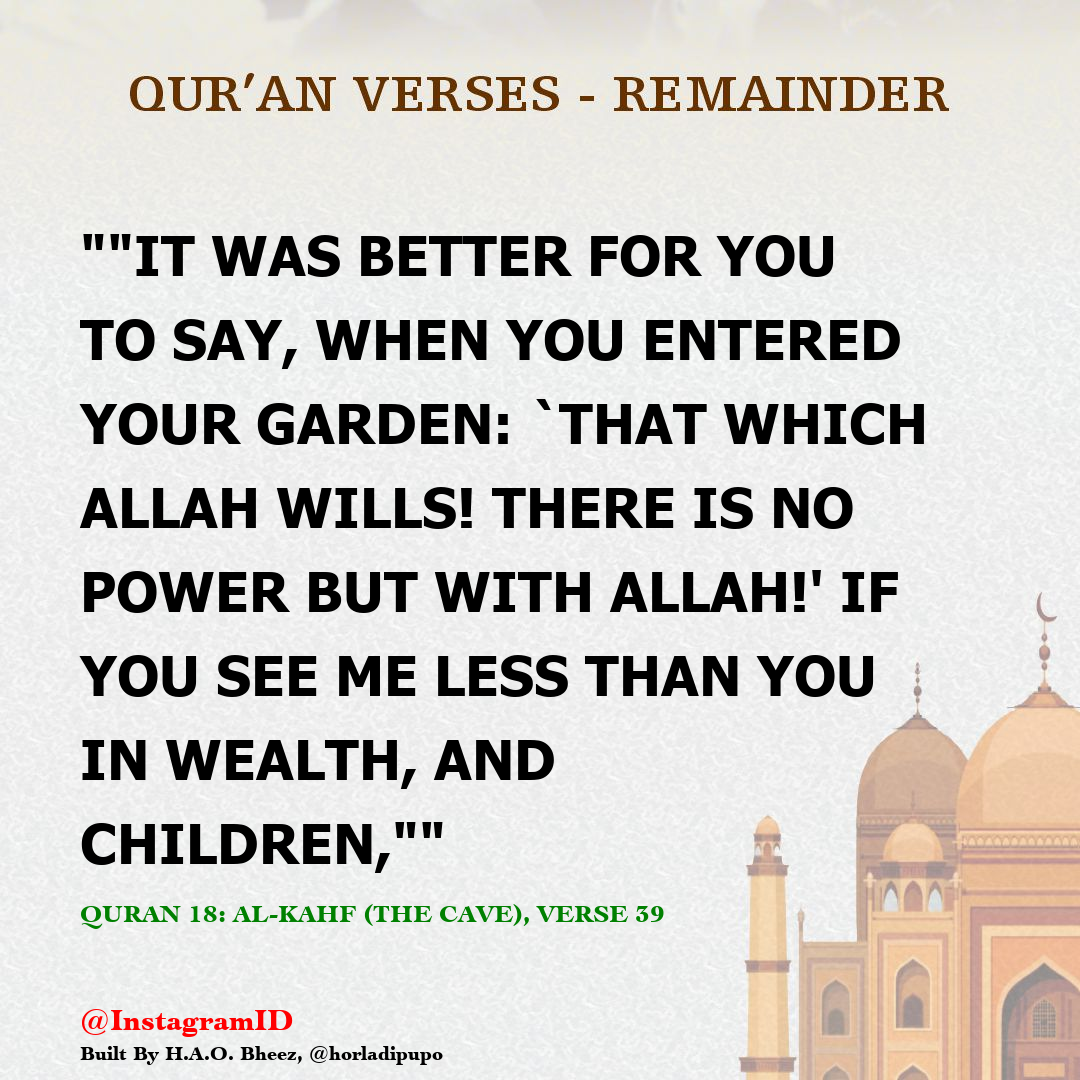 QUR'AN VERSES - REMAINDER
""IT WAS BETTER FOR YOU
TO SAY, WHEN YOU ENTERED
YOUR GARDEN: `THAT WHICH
ALLAH WILLS! THERE IS NO
POWER BUT WITH ALLAH!' IF
YOU SEE ME LESS THAN YOU
IN WEALTH, AND
CHILDREN,""
QURAN 18: AL-KAHF (THE CAVE), VERSE 39
@InstagramID
Built By H.A.O. Bheez, @horladipupo